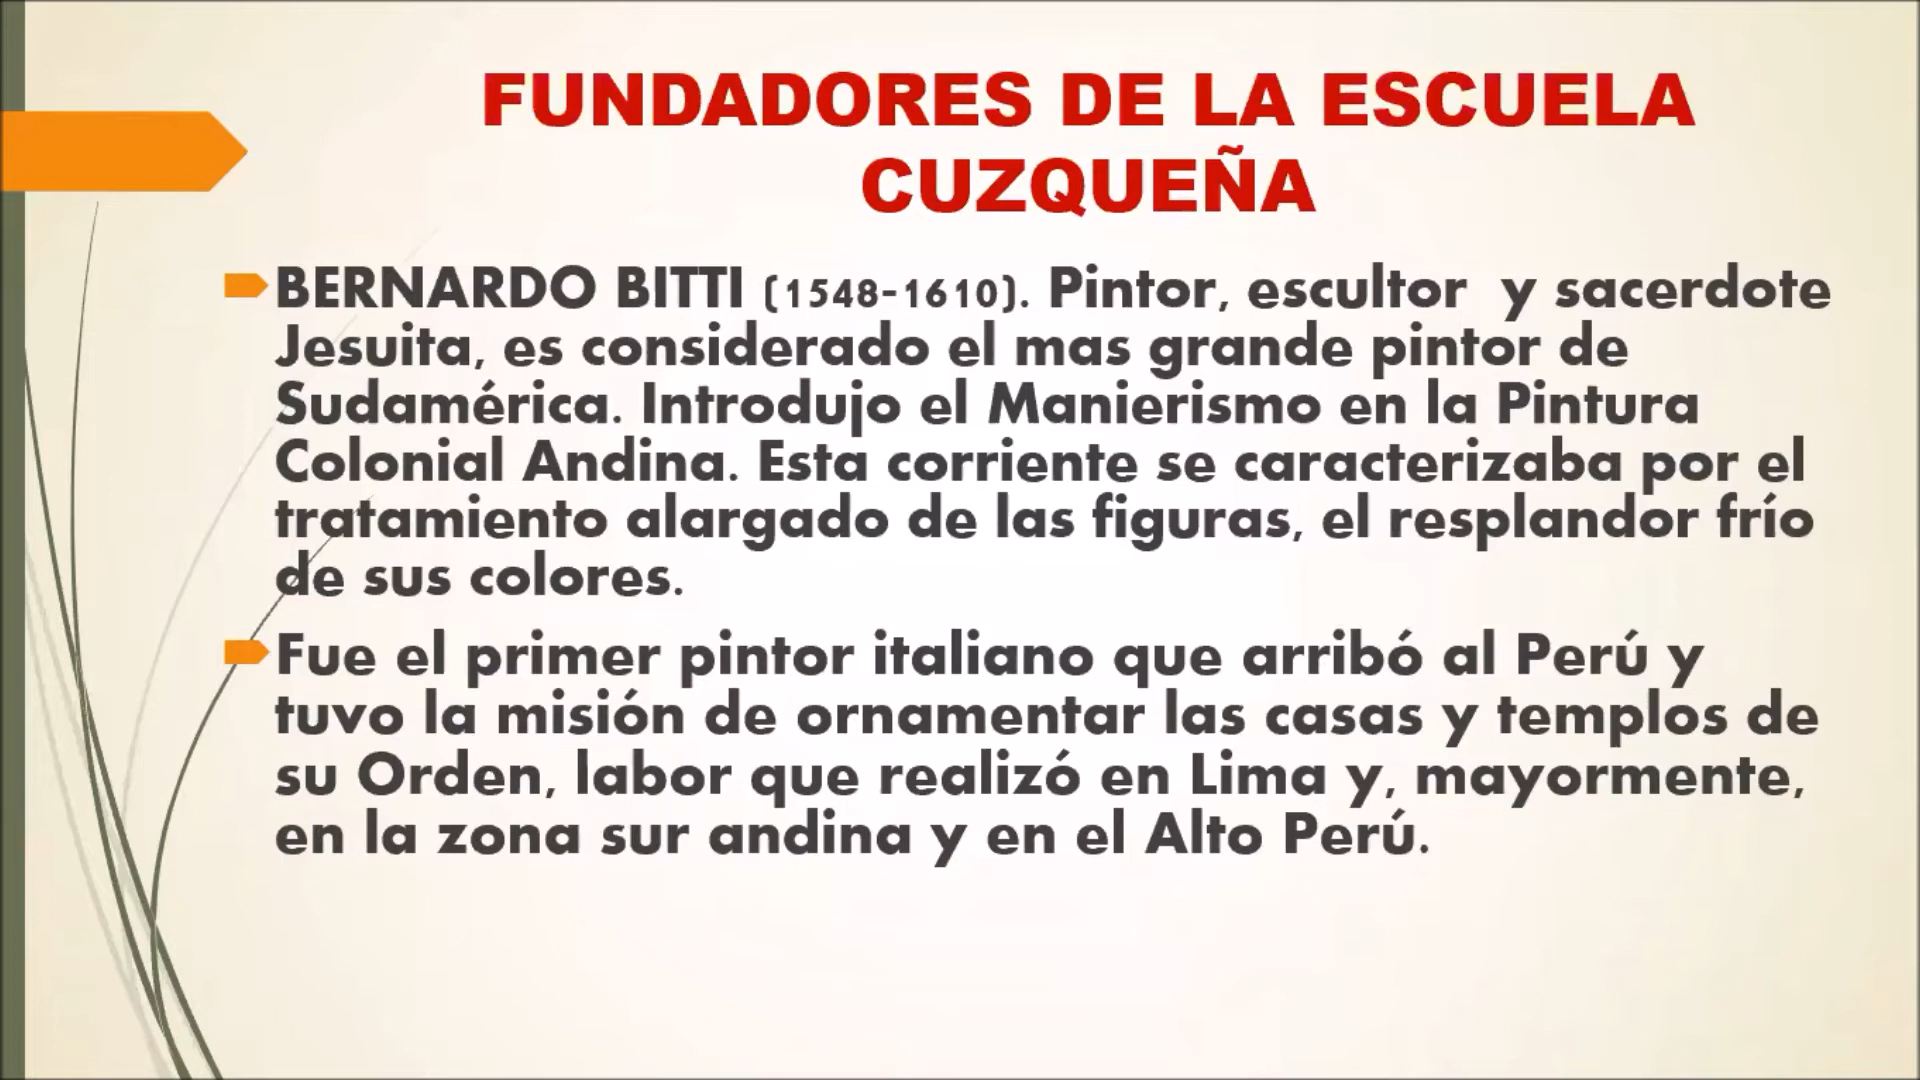 FUNDADORES DE LA ESCUELA
CUZQUEÑA
BERNARDO BITTI (1548-1610). Pintor, escultor y sacerdote
Jesuita, es considerado el mas grande pintor de
Sudamérica. Introdujo el Manierismo en la Pintura
Colonial Andina. Esta corriente se caracterizaba por el
tratamiento alargado de las figuras, el resplandor frío
de sus colores.
Fue el primer pintor italiano que arribó al Perú y
tuvo la misión de ornamentar las casas y templos de
su Orden, labor que realizó en Lima y, mayormente,
en la zona sur andina y en el Alto Perú.